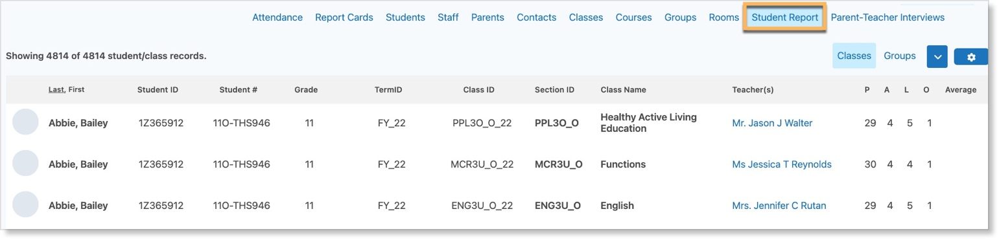 Attendance Report Cards Students Staff Parents Contacts Classes Courses Groups Rooms Student Report Parent-Teacher Interviews
Showing 4814 of 4814 student/class records. Classes Groups
Last, First Student ID Student # Grade TermID Class ID Section ID Class Name Teacher(s) P A L O Average
Abbie, Bailey 1Z365912 11O-THS946 11 FY_22 PPL3O_O_22 PPL3O_O Healthy Active Living Education Mr. Jason J Walter 29 4 5 1
Abbie, Bailey 1Z365912 11O-THS946 11 FY_22 MCR3U_O_22 MCR3U_O Functions Ms Jessica T Reynolds 30 4 4 1
Abbie, Bailey 1Z365912 11O-THS946 11 FY_22 ENG3U_O_22 ENG3U_O English Mrs. Jennifer C Rutan 29 4 5 1